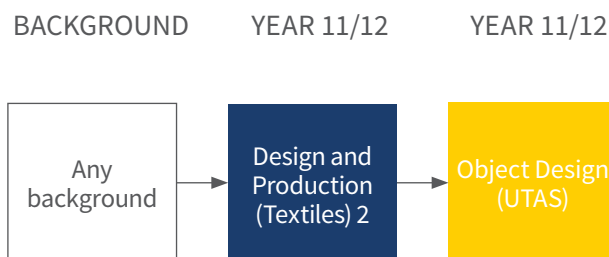 BACKGROUND
YEAR 11/12
YEAR 11/12
Any
background
Design and
Production
(Textiles) 2
Object Design
(UTAS)